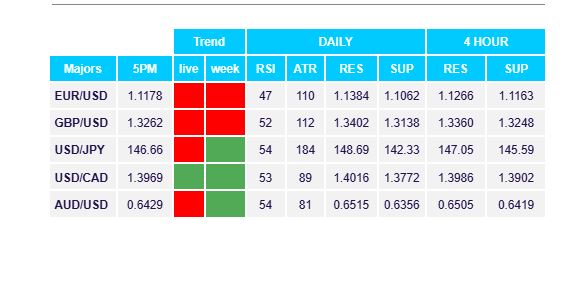 Trend DAILY 4 HOUR
Majors 5PM live week RSI ATR RES SUP RES SUP
EUR/USD 1.1178 47 110 1.1384 1.1062 1.1266 1.1163
GBP/USD 1.3262 52 112 1.3402 1.3138 1.3360 1.3248
USD/JPY 146.66 54 184 148.69 142.33 147.05 145.59
USD/CAD 1.3969 53 89 1.4016 1.3772 1.3986 1.3902
AUD/USD 0.6429 54 81 0.6515 0.6356 0.6505 0.6419